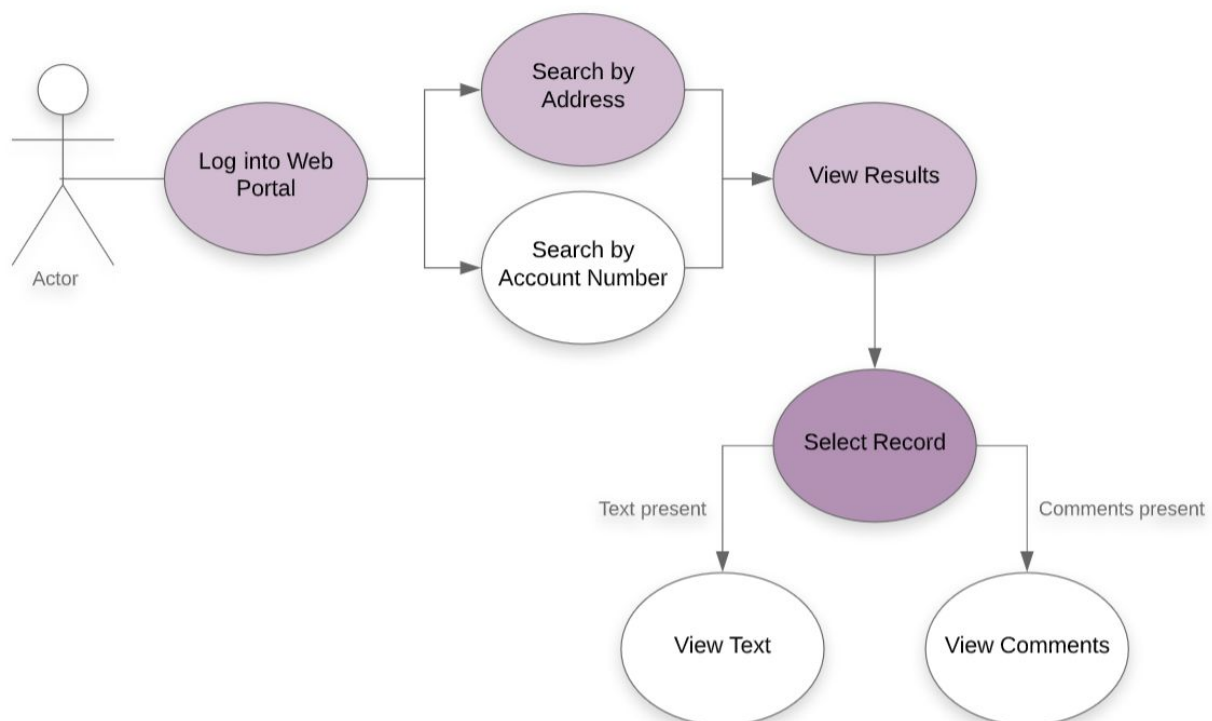 Actor
Log into Web
Portal
Search by
Address
Search by
Account Number
View Results
Select Record
Text present
Comments present
View Text
View Comments